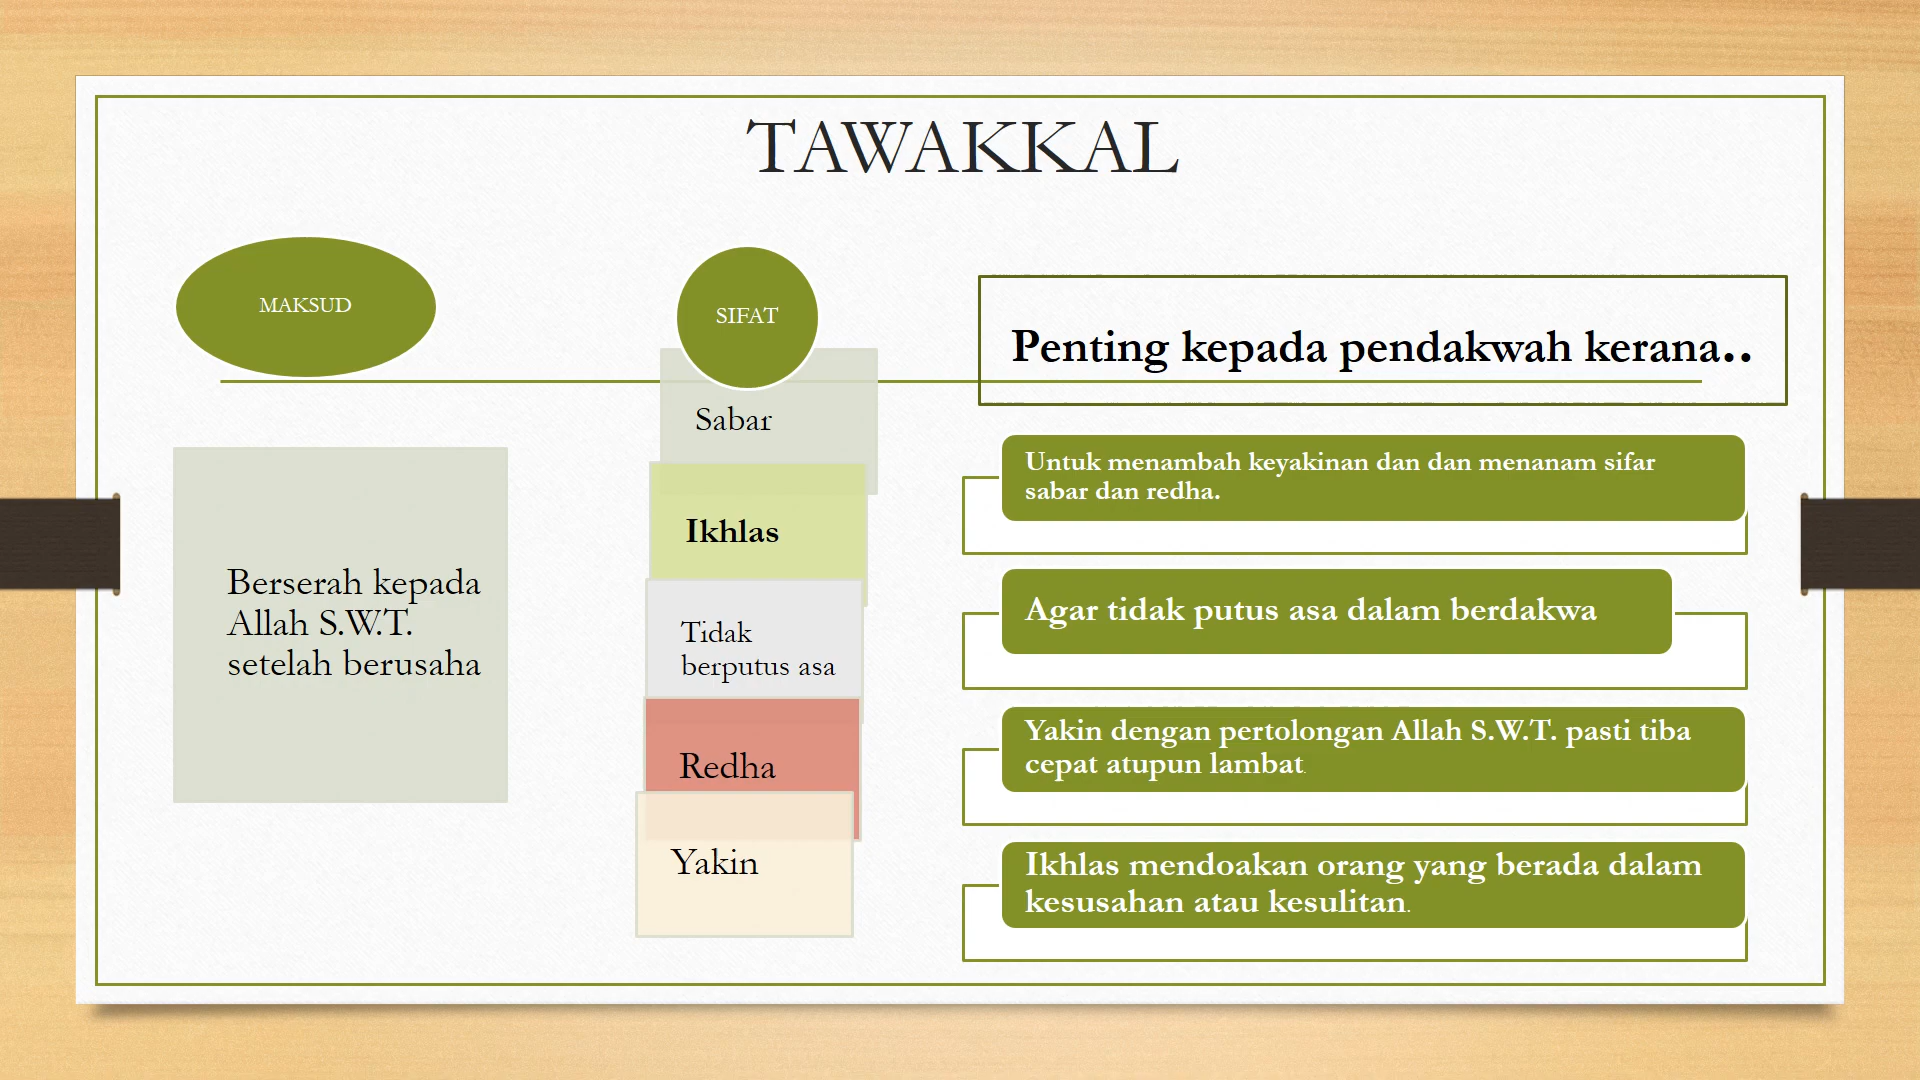 TAWAKKAL
MAKSUD
Berserah kepada
Allah S.W.T.
setelah berusaha
SIFAT
Sabar
Ikhlas
Tidak
berputus asa
Redha
Yakin
Penting kepada pendakwah kerana..
Untuk menambah keyakinan dan dan menanam sifar
sabar dan redha.
Agar tidak putus asa dalam berdakwa
Yakin dengan pertolongan Allah S.W.T. pasti tiba
cepat atupun lambat.
Ikhlas mendoakan orang yang berada dalam
kesusahan atau kesulitan.